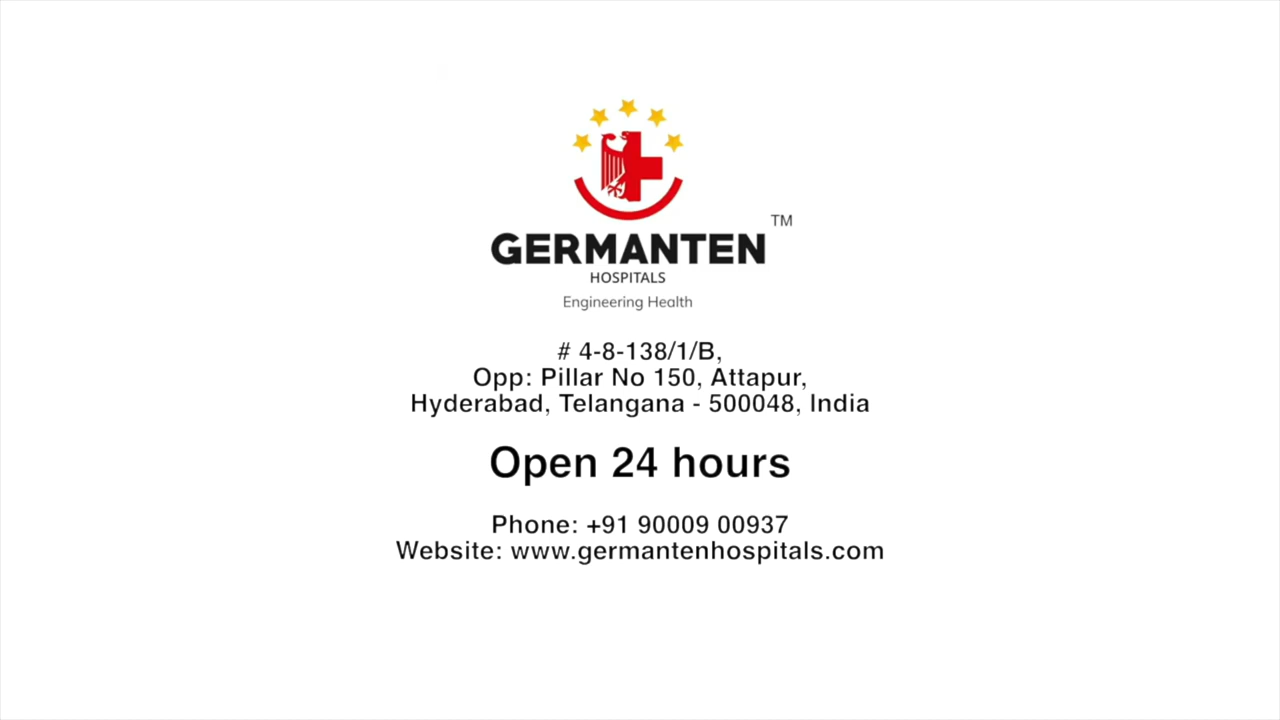 TM
GERMANTEN
HOSPITALS
Engineering Health
# 4-8-138/1/B,
Opp: Pillar No 150, Attapur,
Hyderabad, Telangana - 500048, India
Open 24 hours
Phone: +91 90009 00937
Website: www.germantenhospitals.com